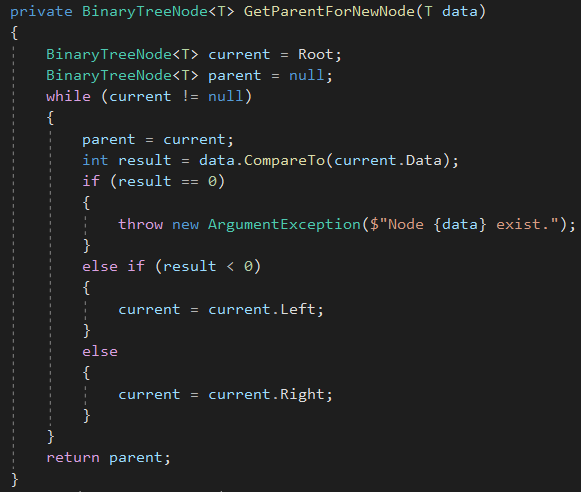 private BinaryTreeNode<T> GetParentForNewNode(T data)
{
    BinaryTreeNode<T> current = Root;
    BinaryTreeNode<T> parent = null;
    while (current != null)
    {
        parent = current;
        int result = data.CompareTo(current.Data);
        if (result == 0)
        {
            throw new ArgumentException($"Node {data} exist.");
        }
        else if (result < 0)
        {
            current = current.Left;
        }
        else
        {
            current = current.Right;
        }
    }
    return parent;
}